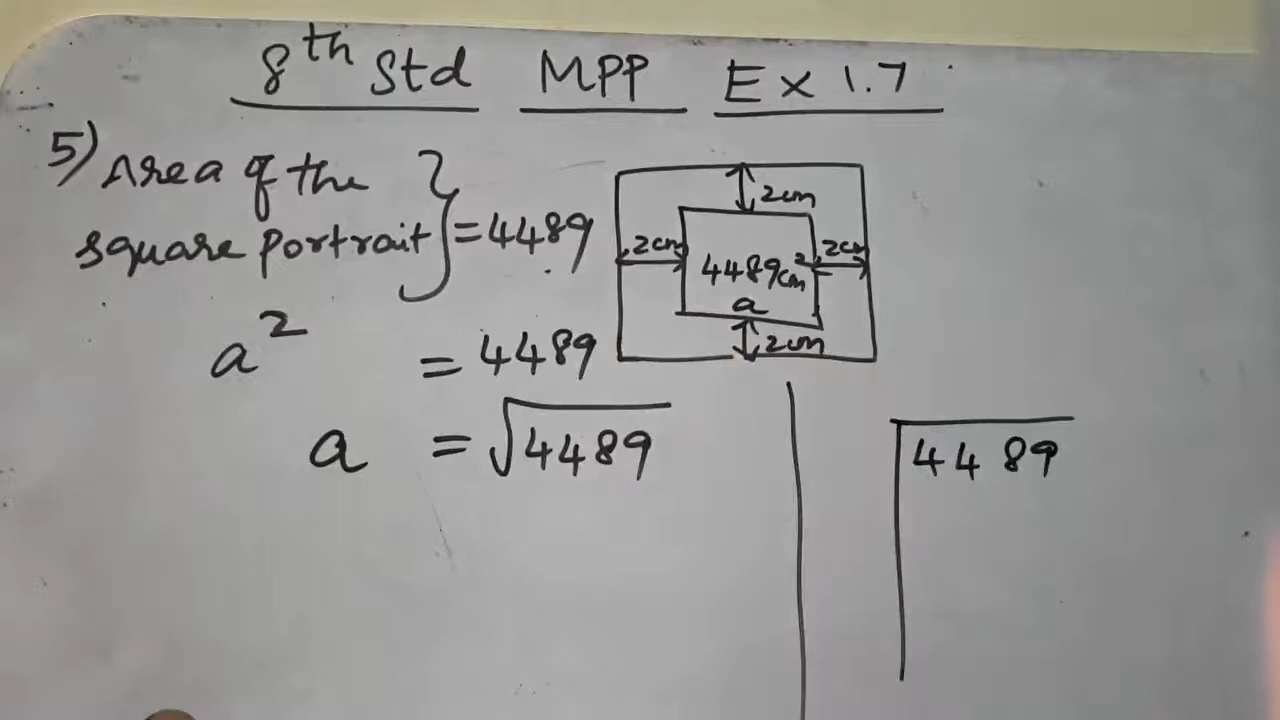 8th Std MPP Ex 1.7
5) Area of the
square portrait } = 4489
a² = 4489
a = √4489
2cm
2cm
2cm
4489cm²
a
2cm
4489